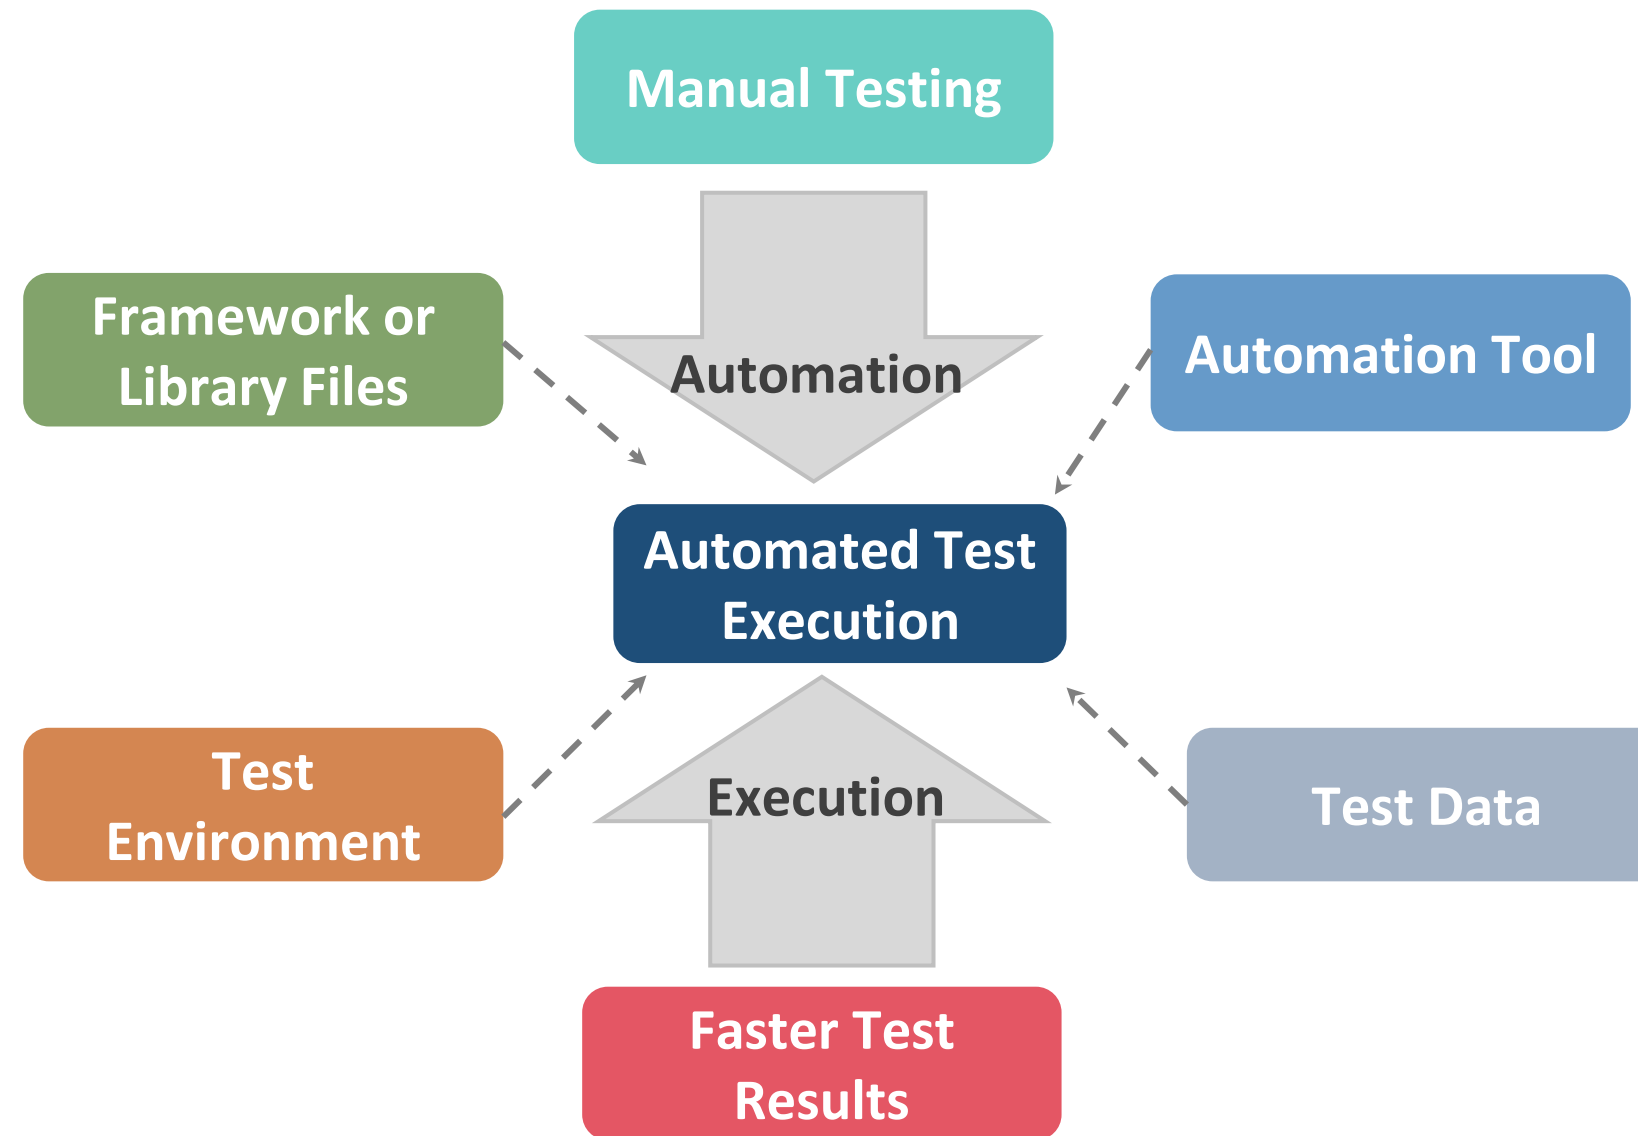 Manual Testing
Framework or
Library Files
Automation
Automation Tool
Automated Test
Execution
Test
Environment
Execution
Test Data
Faster Test
Results